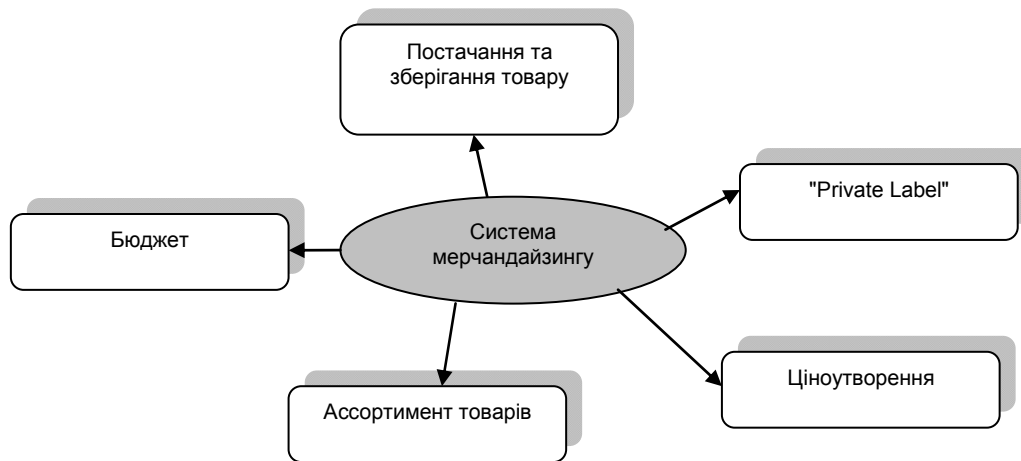 Постачання та
зберігання товару
"Private Label"
Бюджет
Система
мерчандайзингу
Ціноутворення
Ассортимент товарів